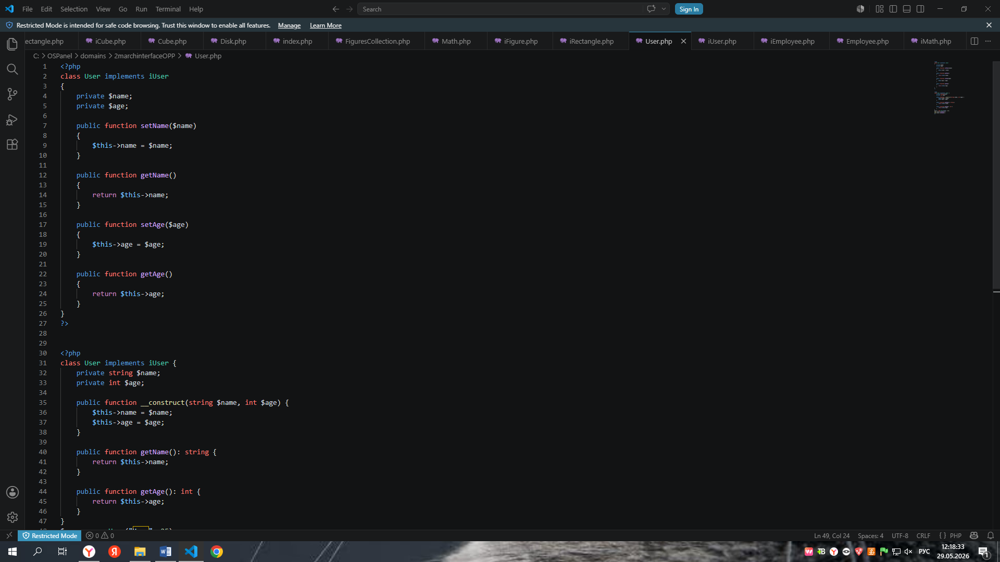 File Edit Selection View Go Run Terminal Help
Search
Sign In
Restricted Mode is intended for safe code browsing. Trust this window to enable all features. Manage Learn More
ectangle.php iCube.php Cube.php Disk.php index.php FiguresCollection.php Math.php iFigure.php iRectangle.php User.php iUser.php iEmployee.php Employee.php iMath.php
C: > OSPanel > domains > 2marchinterfaceOPP > User.php
1 <?php
2 class User implements iUser
3 {
4 private $name;
5 private $age;
6
7 public function setName($name)
8 {
9 $this->name = $name;
10 }
11
12 public function getName()
13 {
14 return $this->name;
15 }
16
17 public function setAge($age)
18 {
19 $this->age = $age;
20 }
21
22 public function getAge()
23 {
24 return $this->age;
25 }
26 }
27 ?>
28
29
30 <?php
31 class User implements iUser {
32 private string $name;
33 private int $age;
34
35 public function __construct(string $name, int $age) {
36 $this->name = $name;
37 $this->age = $age;
38 }
39
40 public function getName(): string {
41 return $this->name;
42 }
43
44 public function getAge(): int {
45 return $this->age;
46 }
47 }
Restricted Mode 0 0
Ln 49, Col 24 Spaces: 4 UTF-8 CRLF { } PHP
РУС
12:18:33
29.05.2026
1